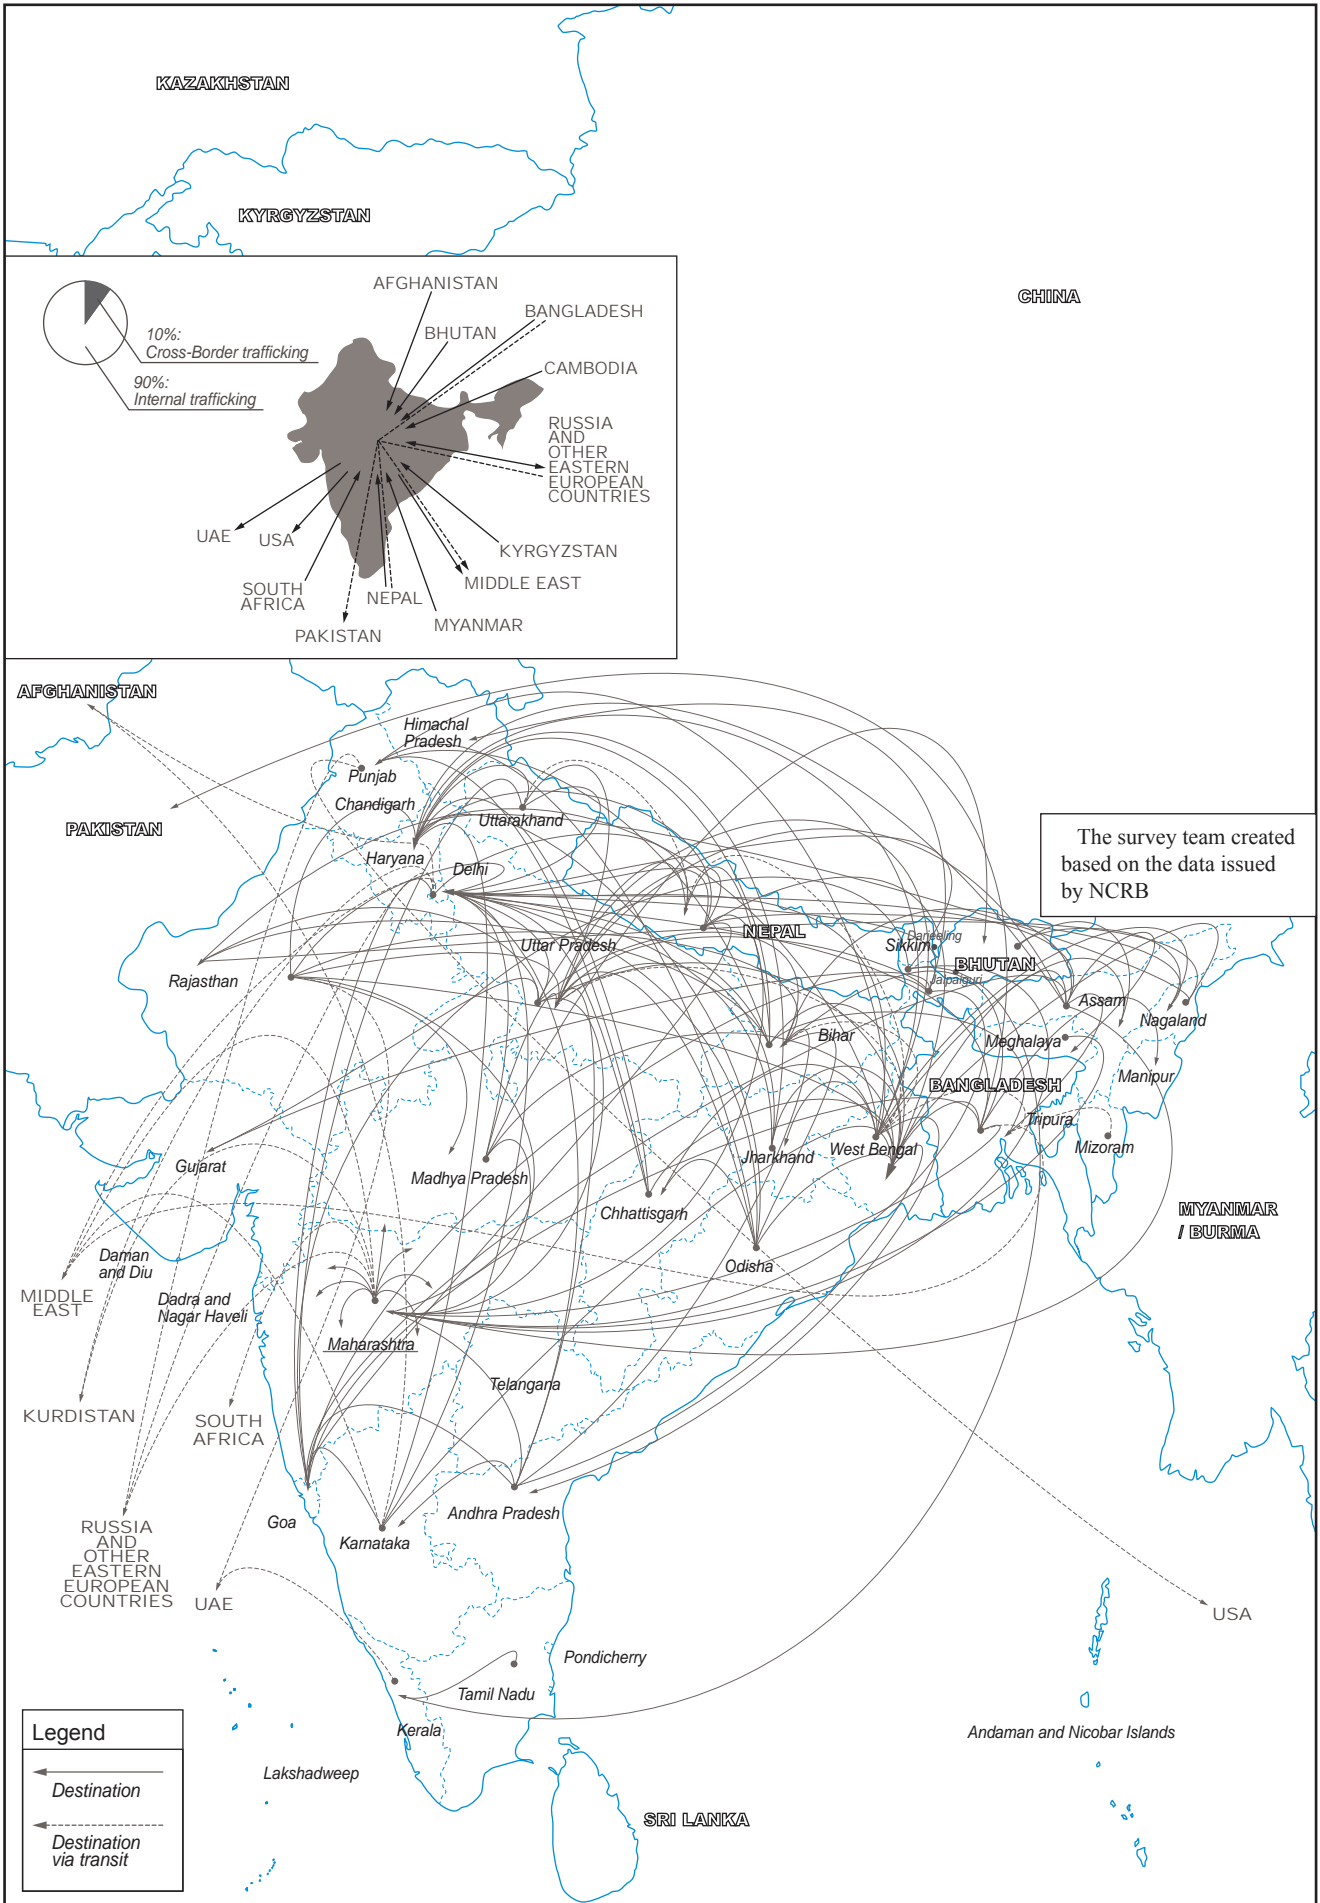 KAZAKHSTAN
KYRGYZSTAN
CHINA
10%:
Cross-Border trafficking
90%:
Internal trafficking
AFGHANISTAN
BANGLADESH
BHUTAN
CAMBODIA
RUSSIA
AND
OTHER
EASTERN
EUROPEAN
COUNTRIES
UAE
USA
KYRGYZSTAN
SOUTH
AFRICA
NEPAL
MIDDLE EAST
PAKISTAN
MYANMAR
AFGHANISTAN
Himachal
Pradesh
Punjab
Chandigarh
PAKISTAN
Uttarakhand
The survey team created
based on the data issued
by NCRB
Haryana
Delhi
NEPAL
Uttar Pradesh
Sikkim
BHUTAN
Rajasthan
Assam
Nagaland
Bihar
Meghalaya
Manipur
BANGLADESH
Tripura
Gujarat
Madhya Pradesh
Jharkhand
West Bengal
Mizoram
Chhattisgarh
MYANMAR
/ BURMA
Daman
and Diu
Odisha
MIDDLE
EAST
Dadra and
Nagar Haveli
Maharashtra
Telangana
KURDISTAN
SOUTH
AFRICA
Goa
Karnataka
Andhra Pradesh
RUSSIA
AND
OTHER
EASTERN
EUROPEAN
COUNTRIES
UAE
USA
Pondicherry
Tamil Nadu
Kerala
Andaman and Nicobar Islands
Lakshadweep
SRI LANKA
Legend
Destination
Destination
via transit